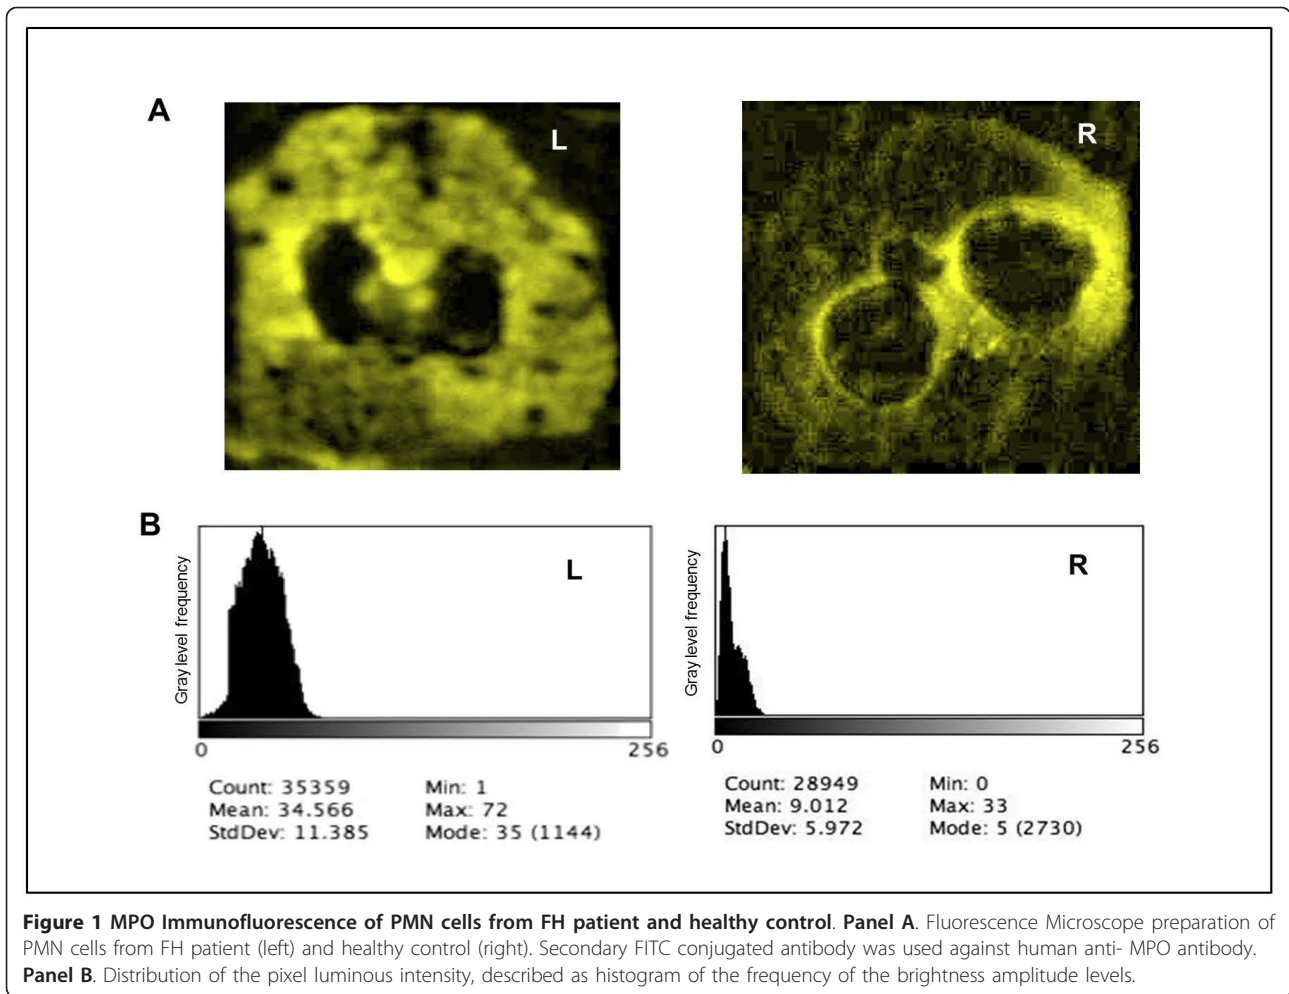 A
L
R
B
Gray level frequency
L
0
256
Count: 35359 Min: 1
Mean: 34.566 Max: 72
StdDev: 11.385 Mode: 35 (1144)
Gray level frequency
R
0
256
Count: 28949 Min: 0
Mean: 9.012 Max: 33
StdDev: 5.972 Mode: 5 (2730)
Figure 1 MPO Immunofluorescence of PMN cells from FH patient and healthy control. Panel A. Fluorescence Microscope preparation of
PMN cells from FH patient (left) and healthy control (right). Secondary FITC conjugated antibody was used against human anti- MPO antibody.
Panel B. Distribution of the pixel luminous intensity, described as histogram of the frequency of the brightness amplitude levels.